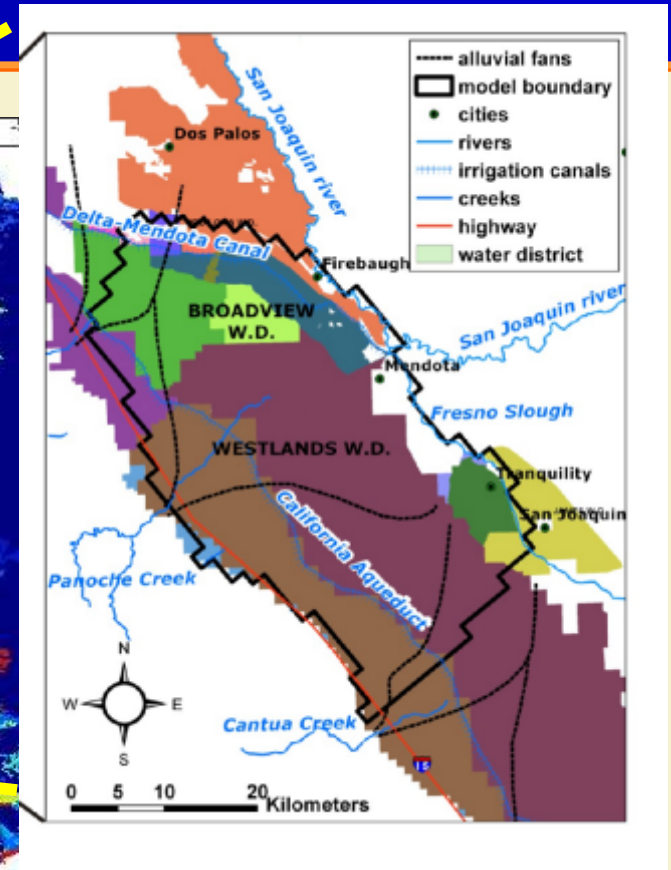 alluvial fans
model boundary
cities
rivers
irrigation canals
creeks
highway
water district
San Joaquin river
Dos Palos
Delta-Mendota Canal
Firebaugh
BROADVIEW
W.D.
San Joaquin river
Mendota
Fresno Slough
WESTLANDS W.D.
Tranquility
San Joaquin
California Aqueduct
Panoche Creek
N
W
E
S
Cantua Creek
0 5 10 20
Kilometers